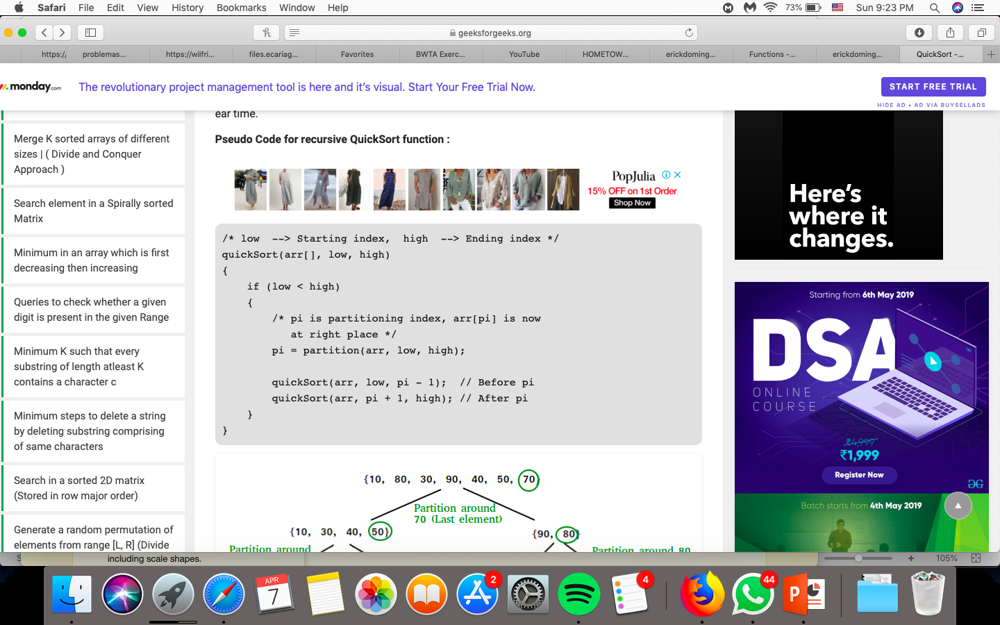 Safari File Edit View History Bookmarks Window Help 73% Sun 9:23 PM
geeksforgeeks.org
https:/ problemas... https://wilfri... files.ecariag... Favorites BWTA Exerc... YouTube HOMETOW... erickdoming... Functions -... erickdoming... QuickSort -...
monday.com The revolutionary project management tool is here and it's visual. Start Your Free Trial Now. START FREE TRIAL
HIDE AD • AD VIA BUYSELLADS
Merge K sorted arrays of different
sizes | ( Divide and Conquer
Approach )
Search element in a Spirally sorted
Matrix
Minimum in an array which is first
decreasing then increasing
Queries to check whether a given
digit is present in the given Range
Minimum K such that every
substring of length atleast K
contains a character c
Minimum steps to delete a string
by deleting substring comprising
of same characters
Search in a sorted 2D matrix
(Stored in row major order)
Generate a random permutation of
elements from range [L, R] (Divide
ear time.
Pseudo Code for recursive QuickSort function :
PopJulia
15% OFF on 1st Order
Shop Now
/* low --> Starting index, high --> Ending index */
quickSort(arr[], low, high)
{
if (low < high)
{
/* pi is partitioning index, arr[pi] is now
at right place */
pi = partition(arr, low, high);
quickSort(arr, low, pi - 1); // Before pi
quickSort(arr, pi + 1, high); // After pi
}
}
{10, 80, 30, 90, 40, 50, 70}
Partition around
70 (Last element)
{10, 30, 40, 50}
{90, 80}
Partition around
Partition around 80
Here's
where it
changes.
Starting from 6th May 2019
DSA
ONLINE
COURSE
₹4,999
₹1,999
Register Now
Batch starts from 4th May 2019
including scale shapes.
105%
APR
7
2
4
44
P